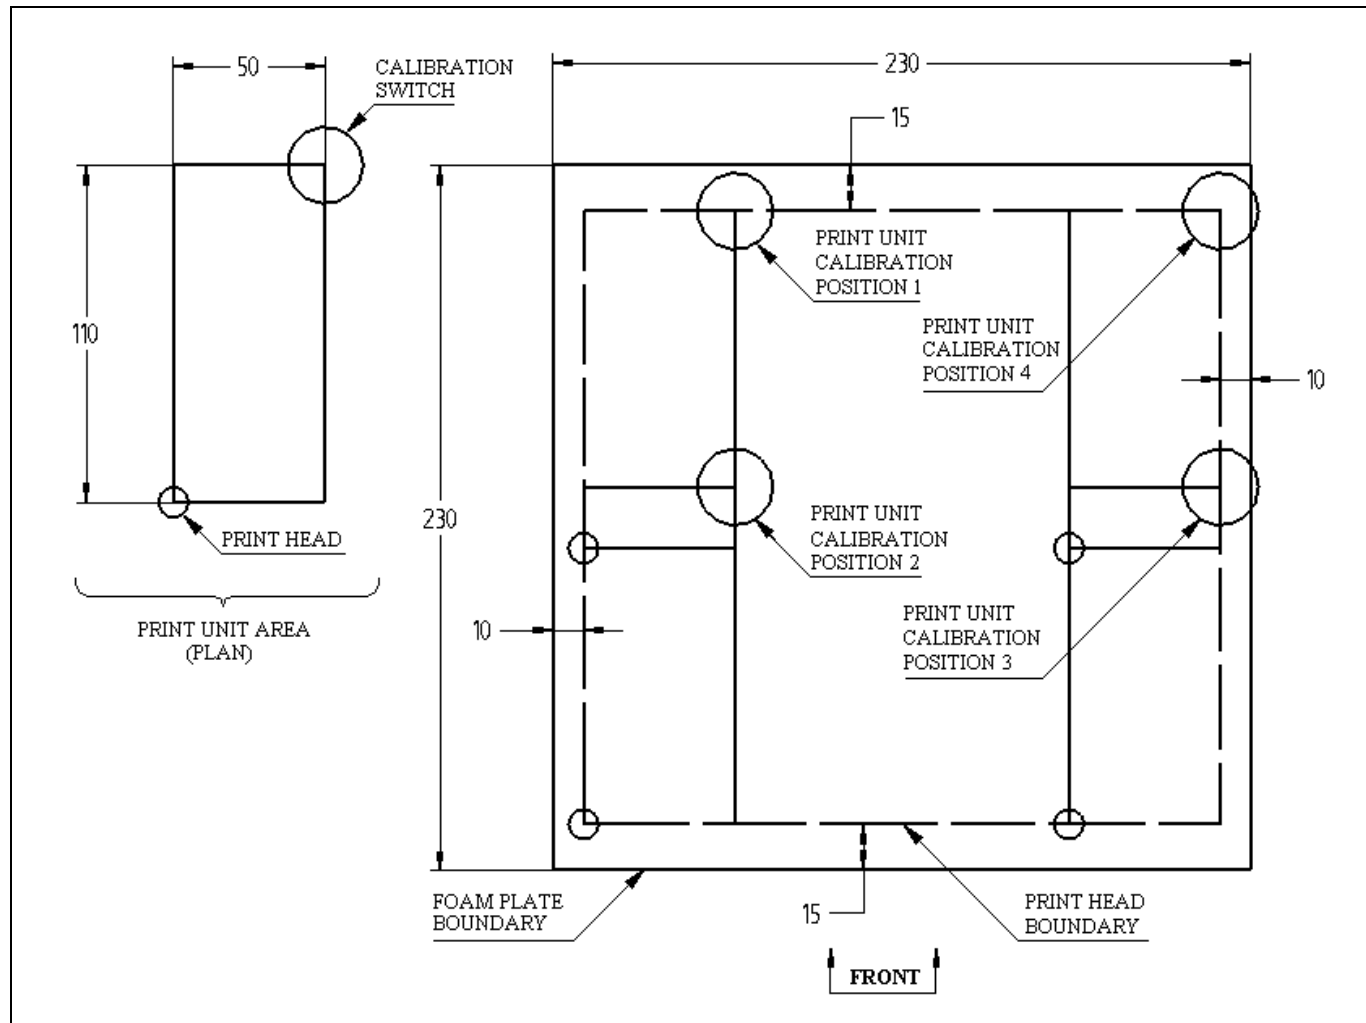 50
CALIBRATION
SWITCH
110
PRINT HEAD
PRINT UNIT AREA
(PLAN)
230
15
PRINT UNIT
CALIBRATION
POSITION 1
PRINT UNIT
CALIBRATION
POSITION 4
10
230
PRINT UNIT
CALIBRATION
POSITION 2
10
PRINT UNIT
CALIBRATION
POSITION 3
FOAM PLATE
BOUNDARY
15
PRINT HEAD
BOUNDARY
FRONT